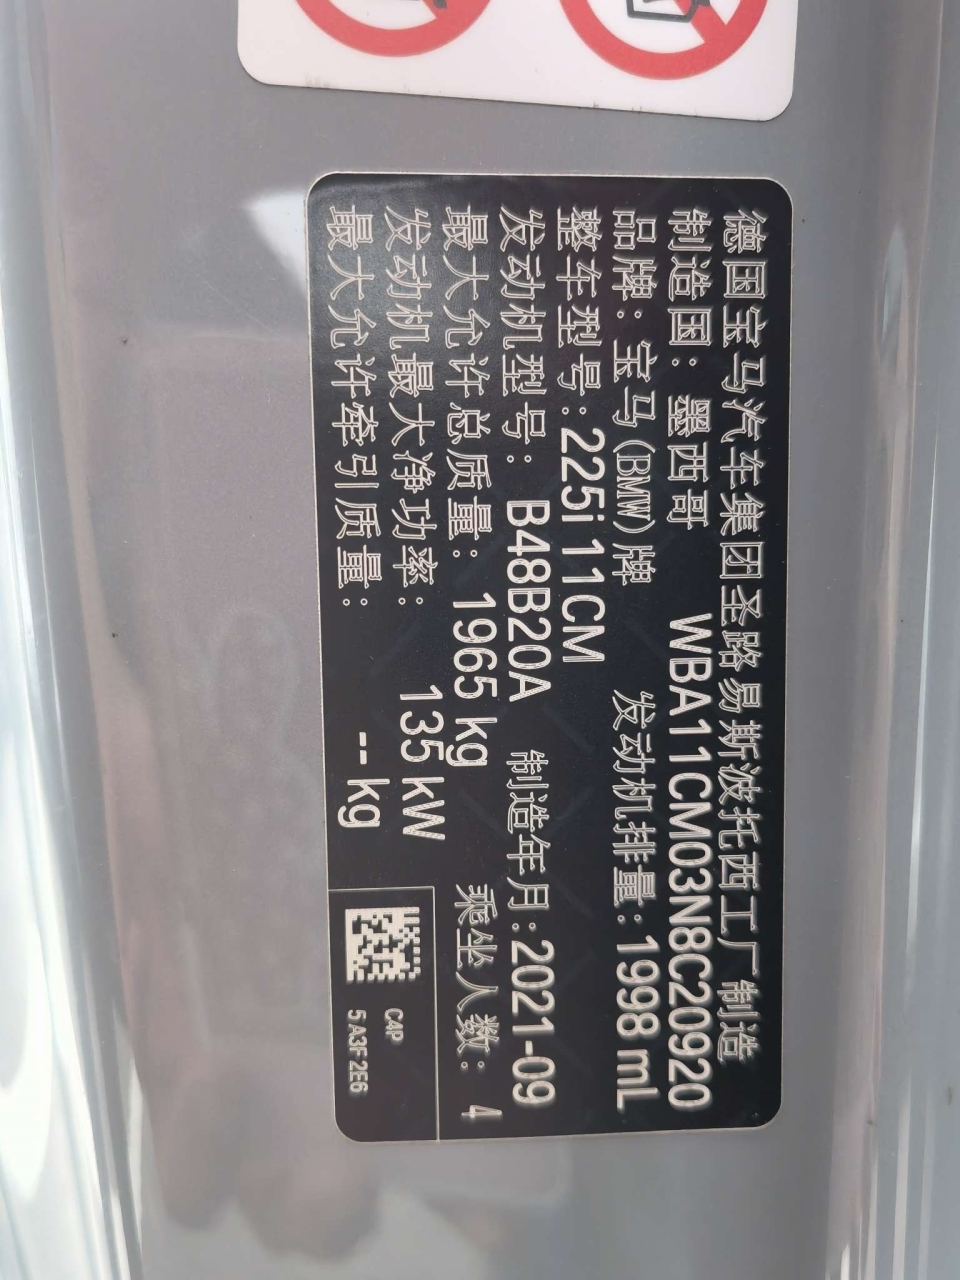 德国宝马汽车集团圣路易斯波托西工厂制造
制造国：墨西哥 WBA11CM03N8C20920
品牌：宝马(BMW)牌 发动机排量：1998 mL
整车型号：225i 11CM
发动机型号： B48B20A 制造年月：2021-09
最大允许总质量： 1965 kg 乘坐人数： 4
发动机最大净功率： 135 kW
最大允许牵引质量： -- kg
C4P
5A3F2E6